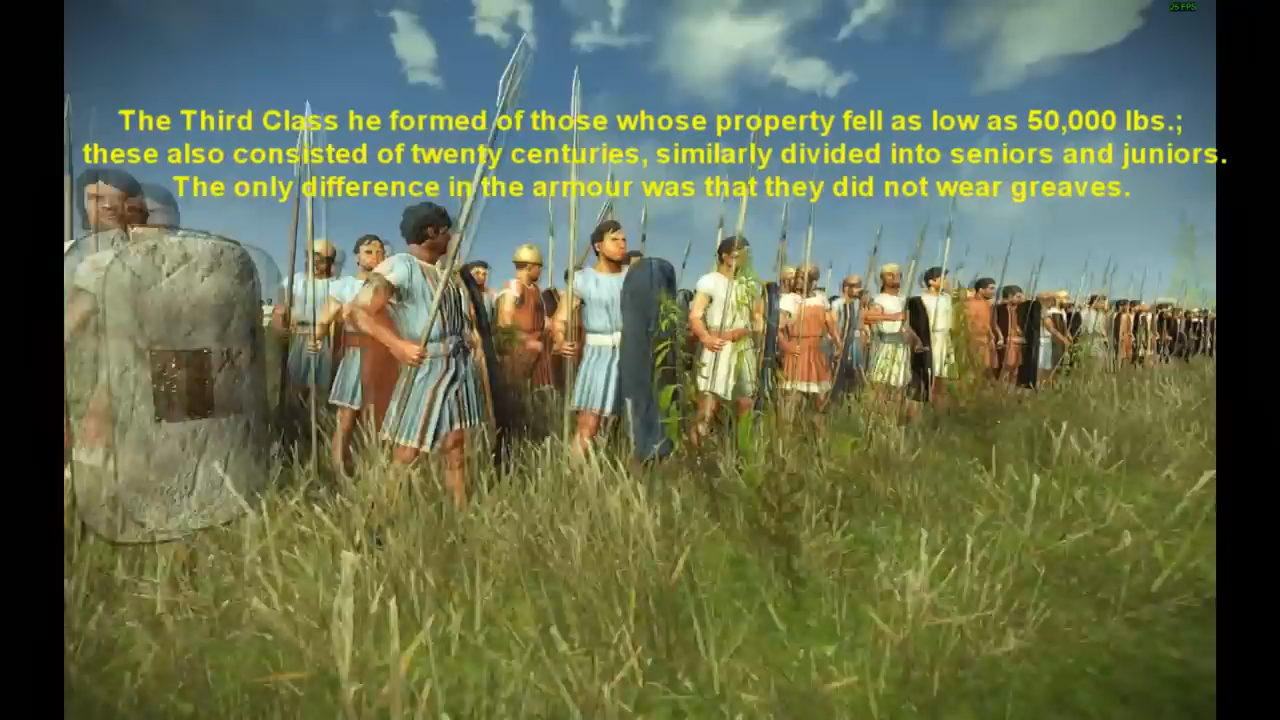 25 FPS
The Third Class he formed of those whose property fell as low as 50,000 lbs.;
these also consisted of twenty centuries, similarly divided into seniors and juniors.
The only difference in the armour was that they did not wear greaves.